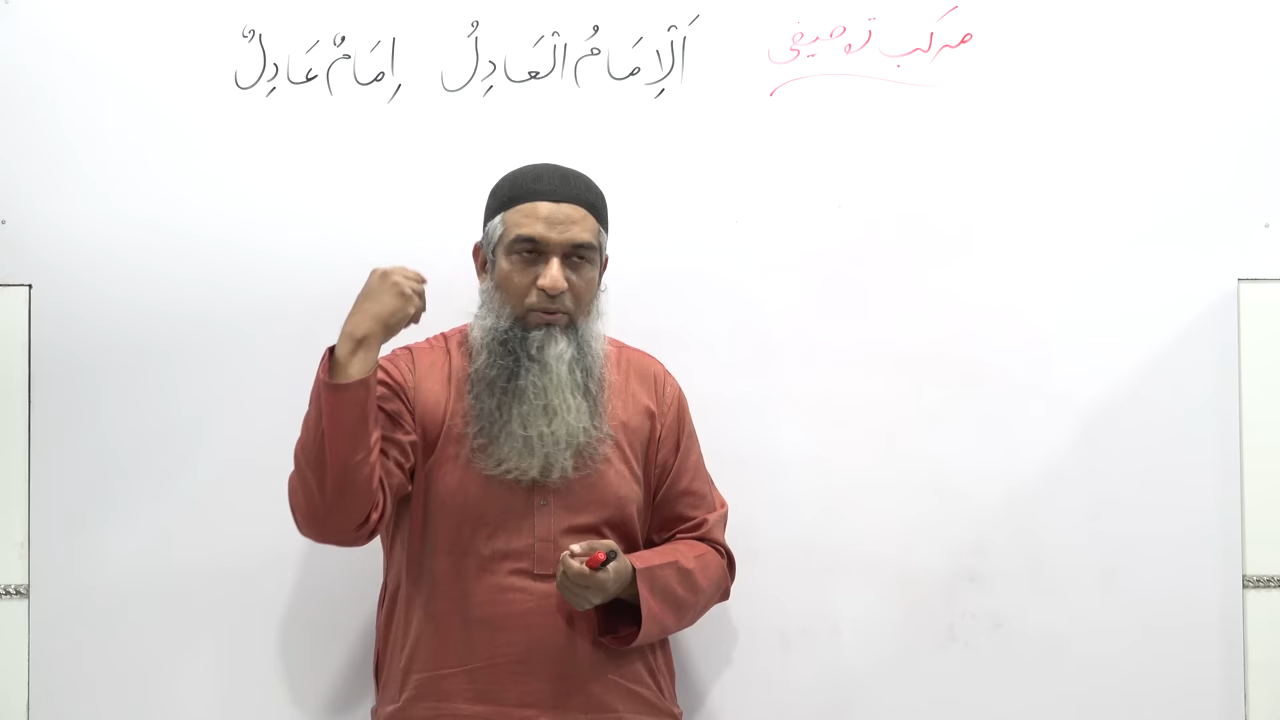 مرکب توصیفی
اَلْاِمَامُ الْعَادِلُ اِمَامٌ عَادِلٌ